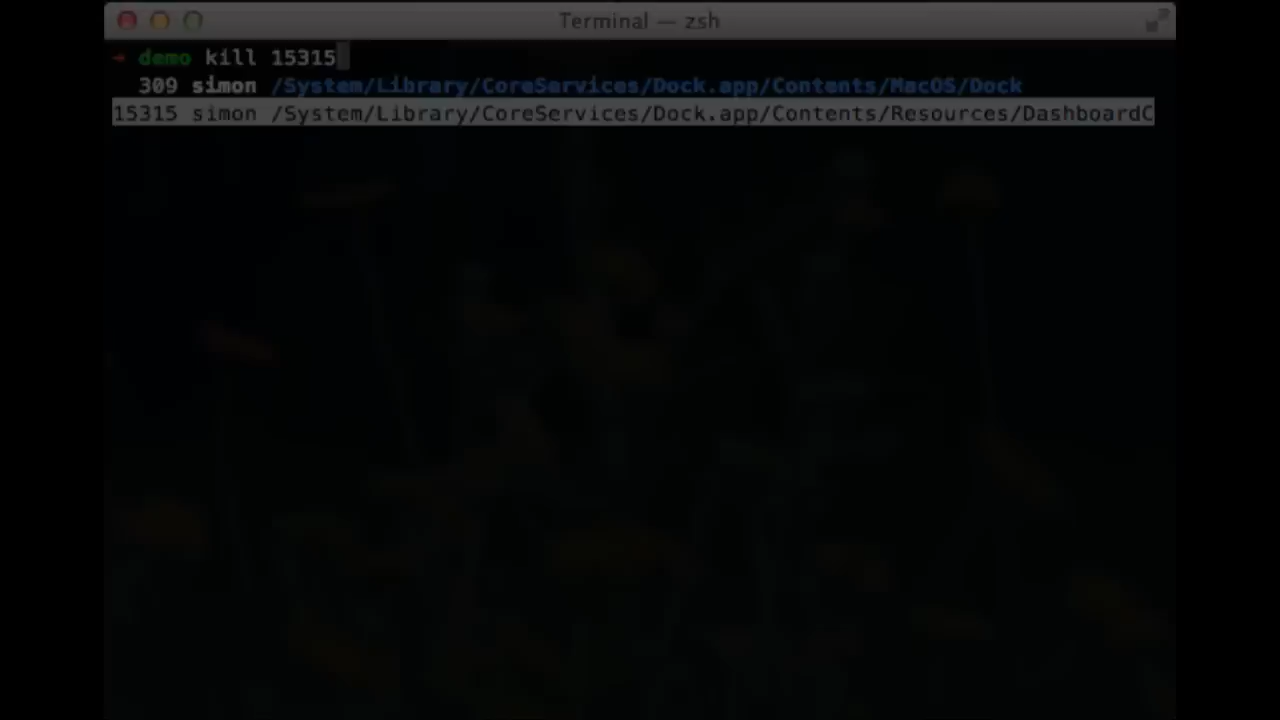 Terminal — zsh
→ demo kill 15315
309 simon /System/Library/CoreServices/Dock.app/Contents/MacOS/Dock
15315 simon /System/Library/CoreServices/Dock.app/Contents/Resources/DashboardC